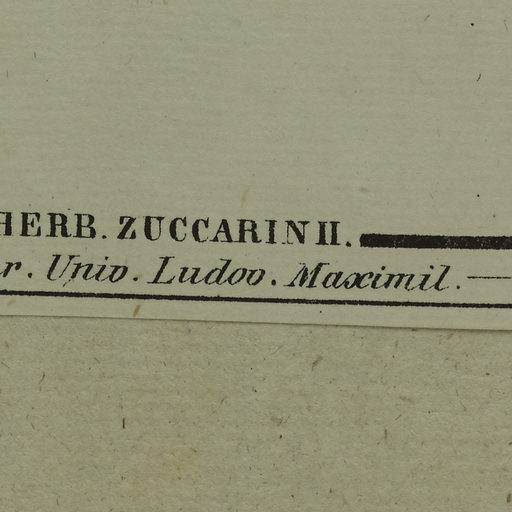 HERB. ZUCCARINII.
r. Univ. Ludov. Maximil.